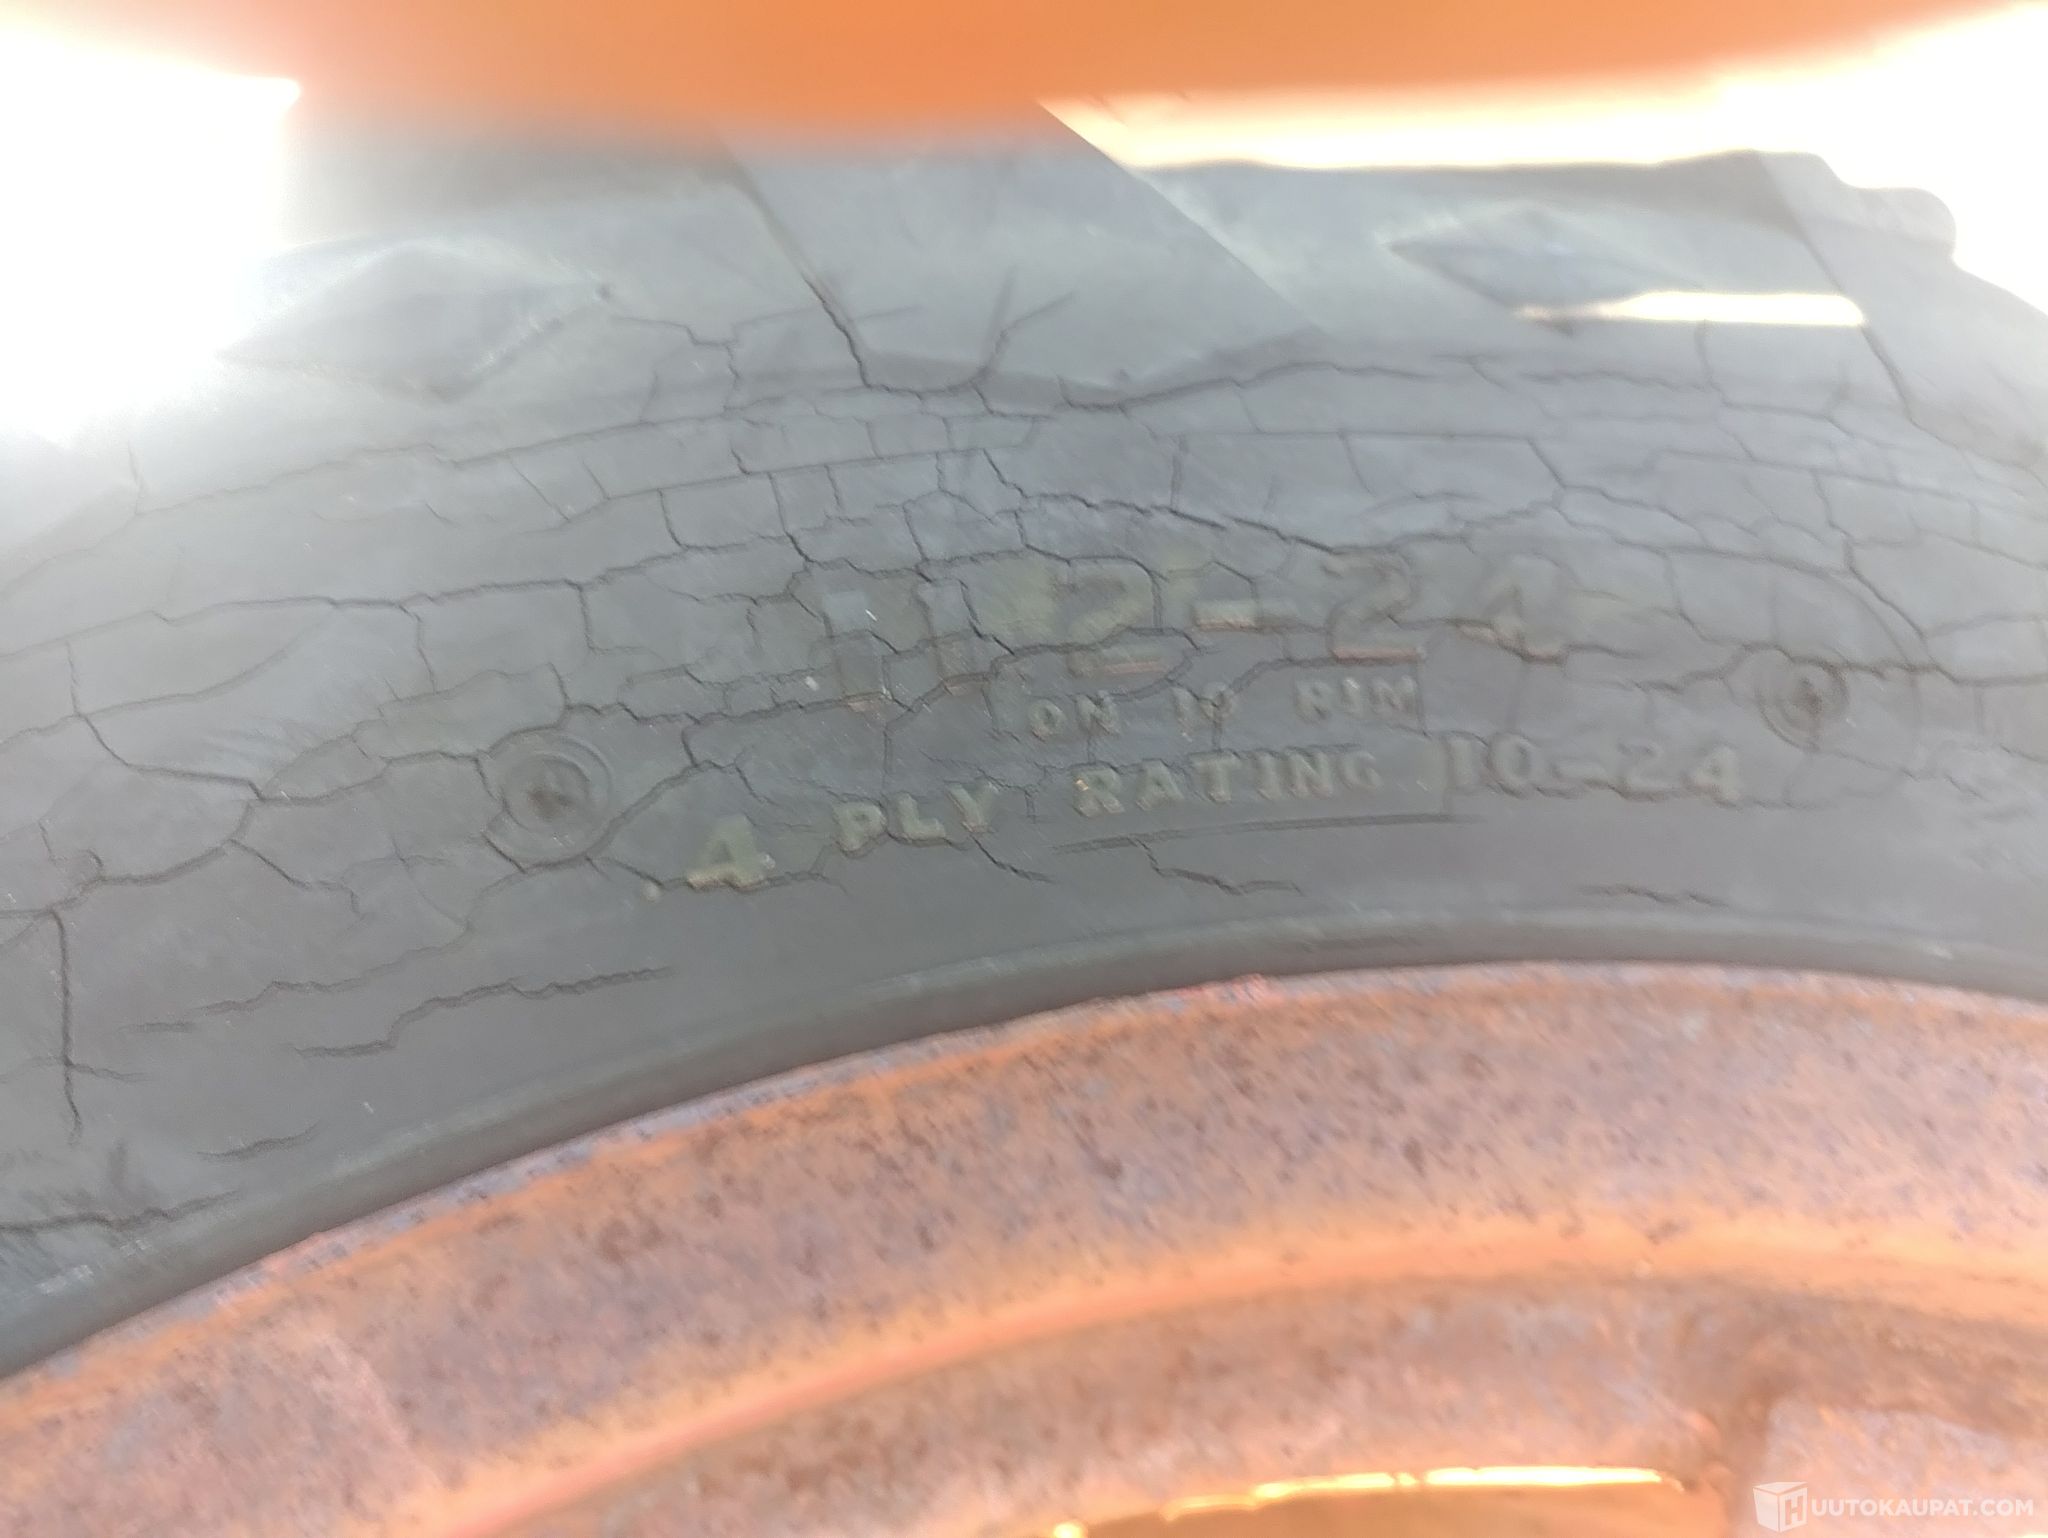 11.2-24
ON 10 RIM
4 PLY RATING 10-24
HUUTOKAUPAT.COM